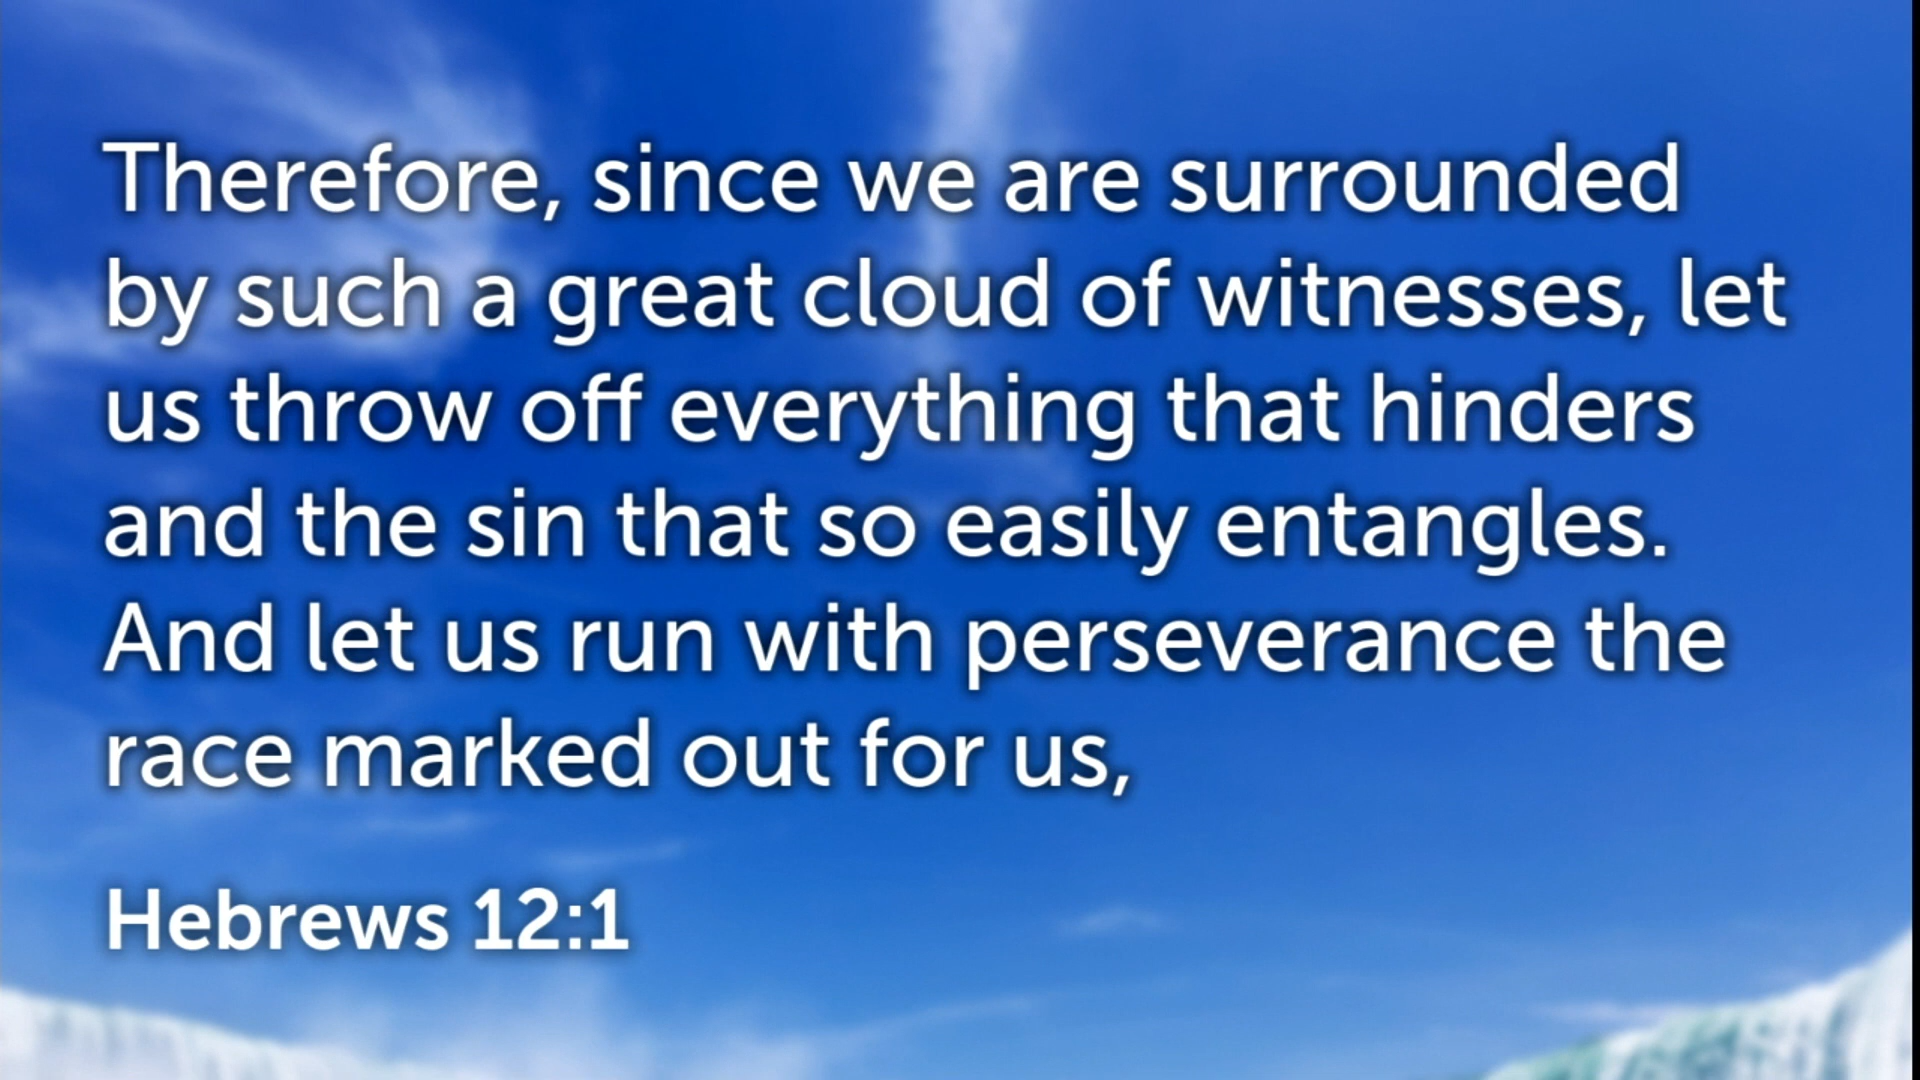 Therefore, since we are surrounded
by such a great cloud of witnesses, let
us throw off everything that hinders
and the sin that so easily entangles.
And let us run with perseverance the
race marked out for us,
Hebrews 12:1